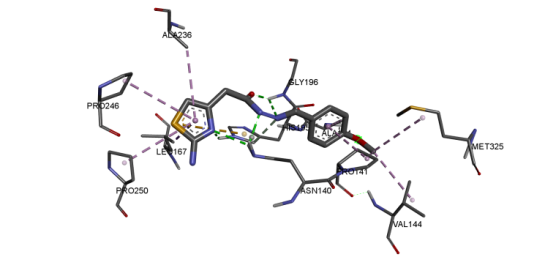 ALA236
GLY196
PRO246
LEU167
MET325
PRO250
ASN140
PRO141
VAL144